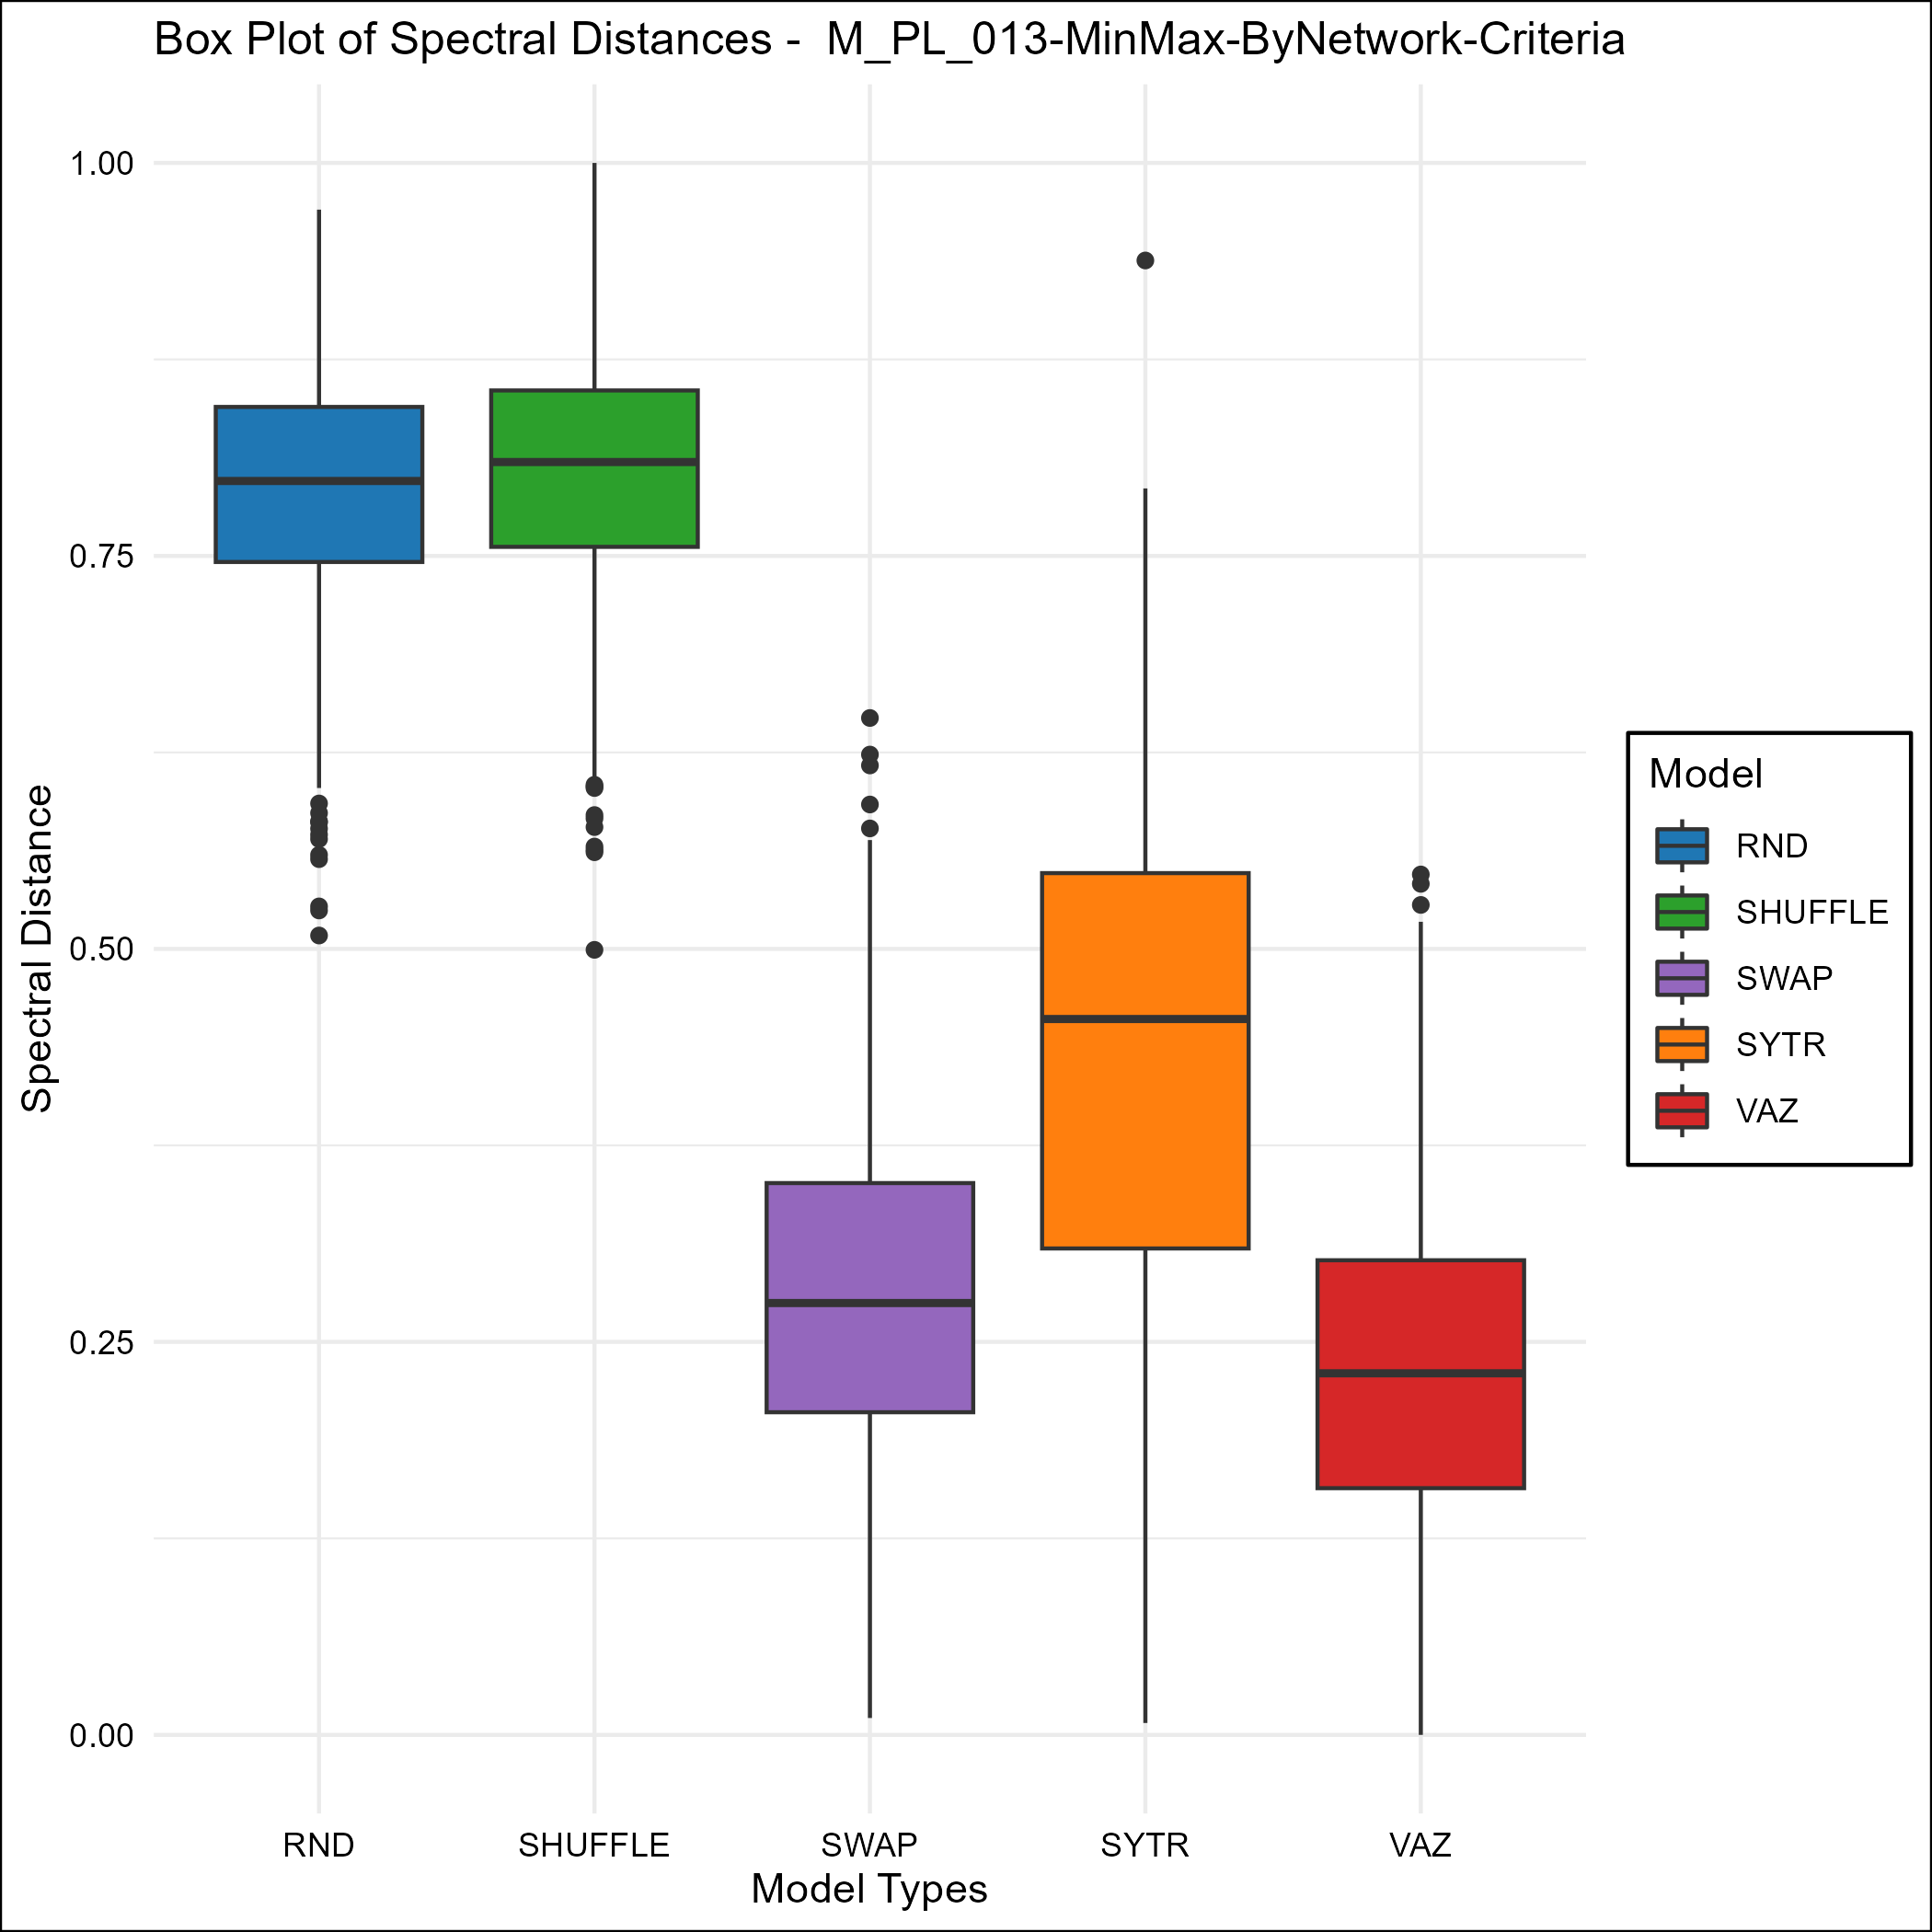 Box Plot of Spectral Distances -  M_PL_013-MinMax-ByNetwork-Criteria
1.00
0.75
0.50
0.25
0.00
Spectral Distance
RND
SHUFFLE
SWAP
SYTR
VAZ
Model Types
Model
RND
SHUFFLE
SWAP
SYTR
VAZ